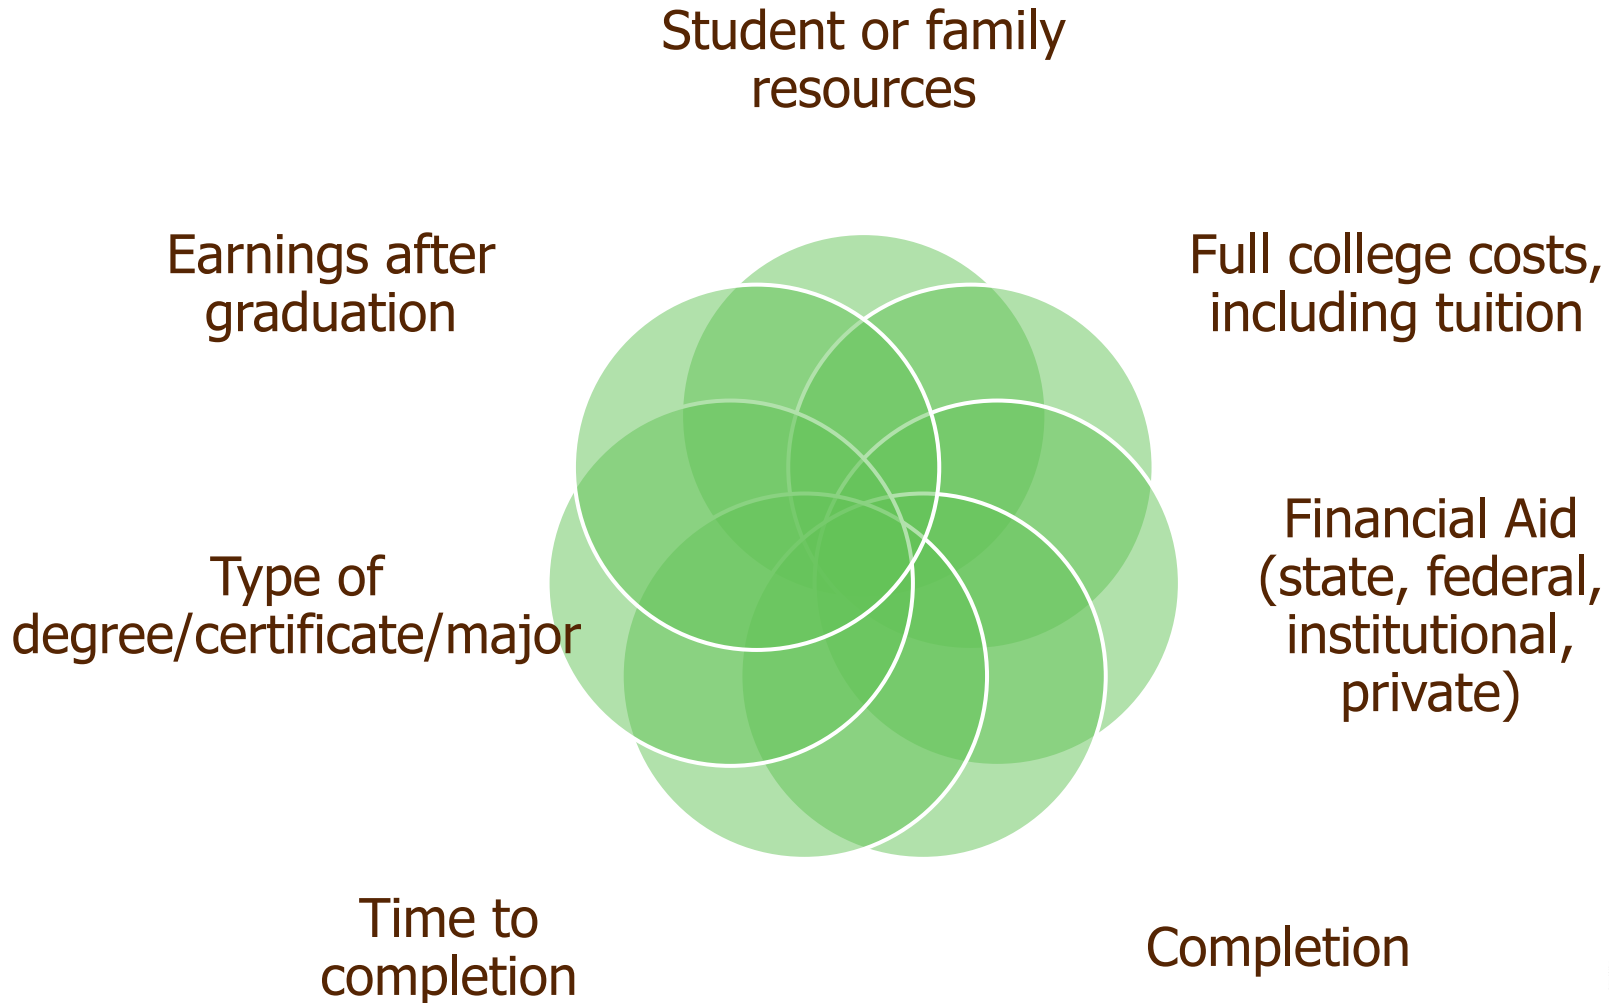 Student or family
resources
Earnings after
graduation
Full college costs,
including tuition
Financial Aid
(state, federal,
institutional,
private)
Type of
degree/certificate/major
Time to
completion
Completion